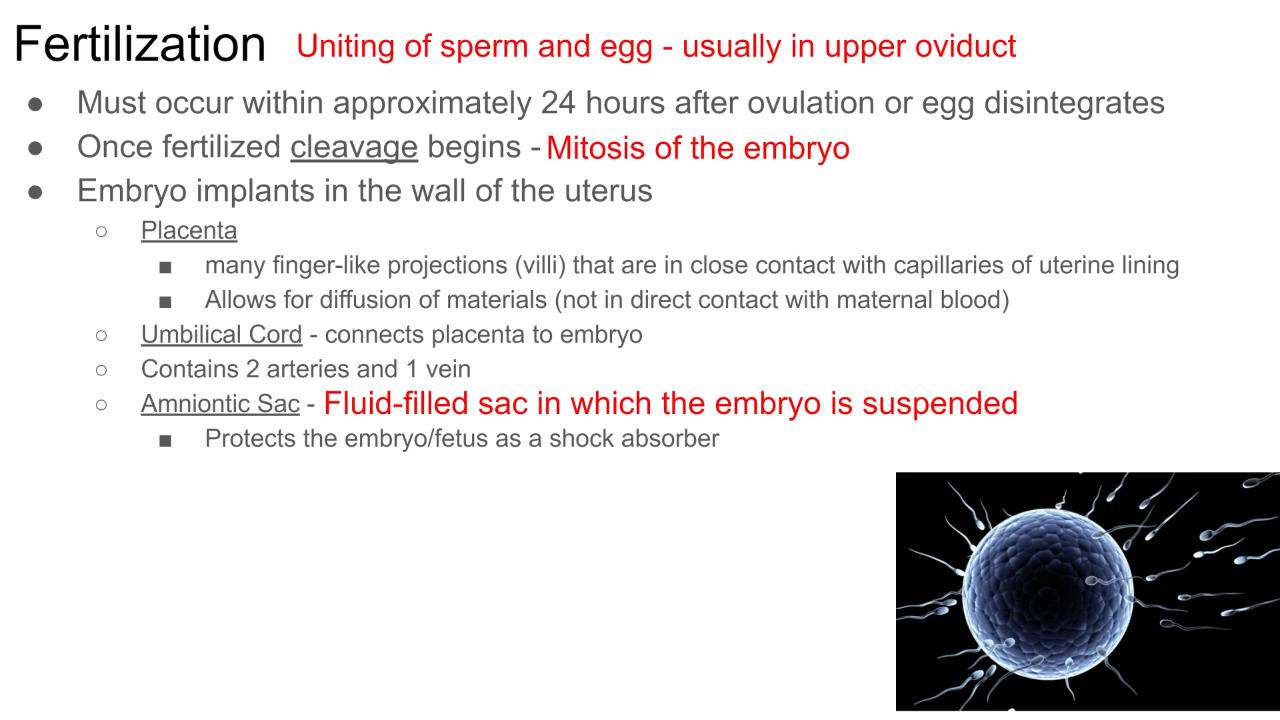 Fertilization Uniting of sperm and egg - usually in upper oviduct
● Must occur within approximately 24 hours after ovulation or egg disintegrates
● Once fertilized cleavage begins - Mitosis of the embryo
● Embryo implants in the wall of the uterus
○ Placenta
■ many finger-like projections (villi) that are in close contact with capillaries of uterine lining
■ Allows for diffusion of materials (not in direct contact with maternal blood)
○ Umbilical Cord - connects placenta to embryo
○ Contains 2 arteries and 1 vein
○ Amniontic Sac - Fluid-filled sac in which the embryo is suspended
■ Protects the embryo/fetus as a shock absorber